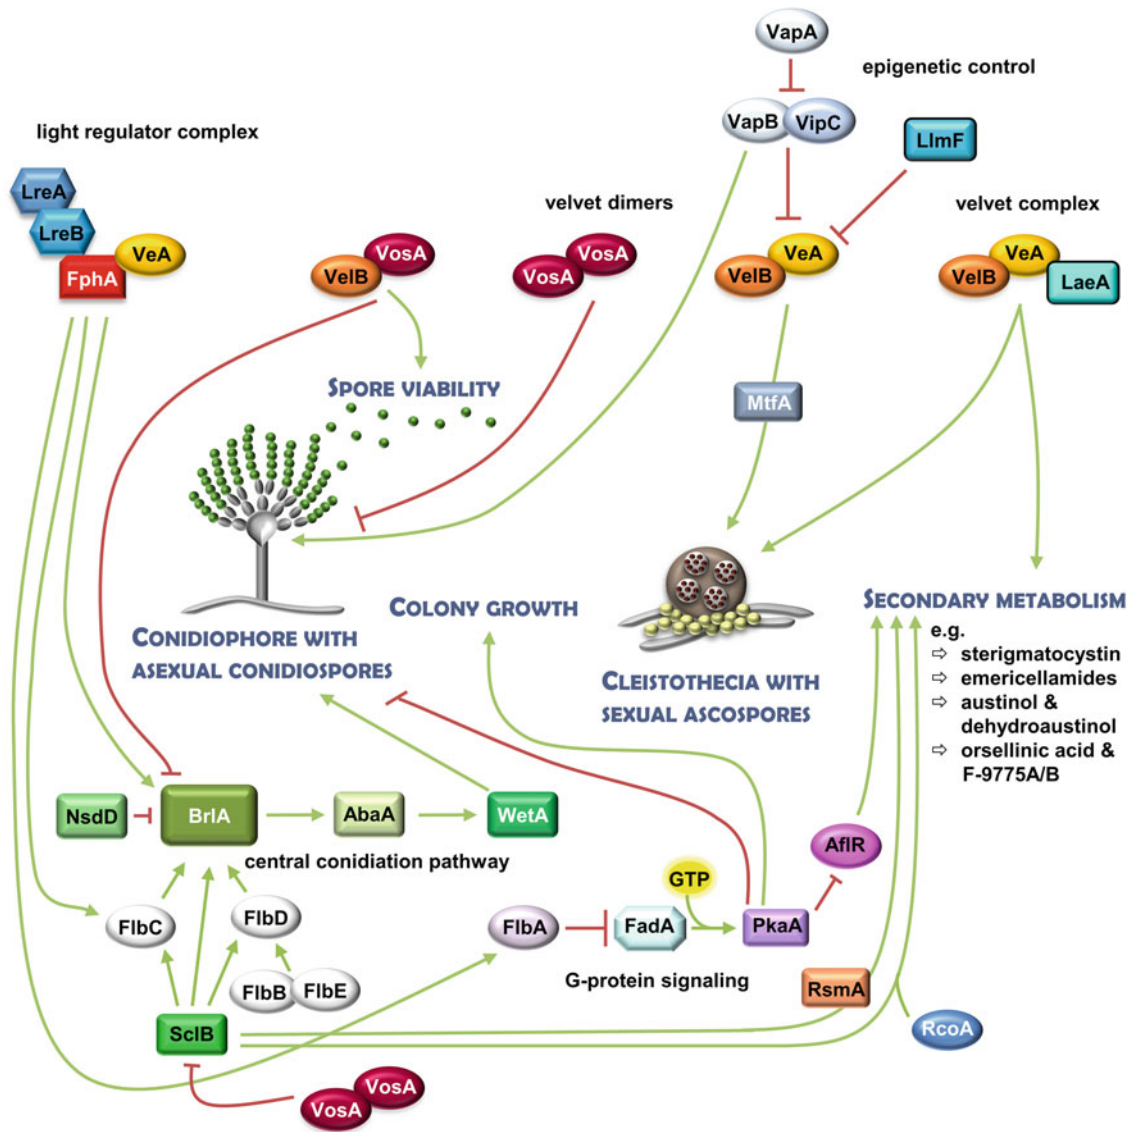 VapA
epigenetic control
light regulator complex
VapB
VipC
LlmF
LreA
LreB
FphA
VeA
velvet dimers
velvet complex
VelB
VosA
VosA
VosA
VelB
VeA
VelB
VeA
LaeA
SPORE VIABILITY
MtfA
COLONY GROWTH
SECONDARY METABOLISM
e.g.
⇨ sterigmatocystin
⇨ emericellamides
⇨ austinol &
dehydroaustinol
⇨ orsellinic acid &
F-9775A/B
CONIDIOPHORE WITH
ASEXUAL CONIDIOSPORES
CLEISTOTHECIA WITH
SEXUAL ASCOSPORES
NsdD
BrlA
AbaA
WetA
central conidiation pathway
AflR
GTP
FlbC
FlbD
FlbA
FadA
PkaA
G-protein signaling
FlbB
FlbE
RsmA
SclB
RcoA
VosA
VosA